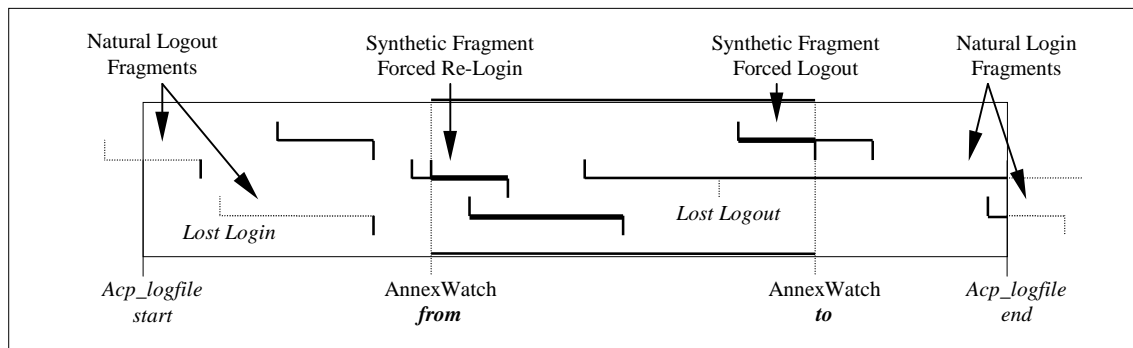 Natural Logout
Fragments
Synthetic Fragment
Forced Re-Login
Synthetic Fragment
Forced Logout
Natural Login
Fragments
Lost Login
Lost Logout
Acp_logfile
start
AnnexWatch
from
AnnexWatch
to
Acp_logfile
end